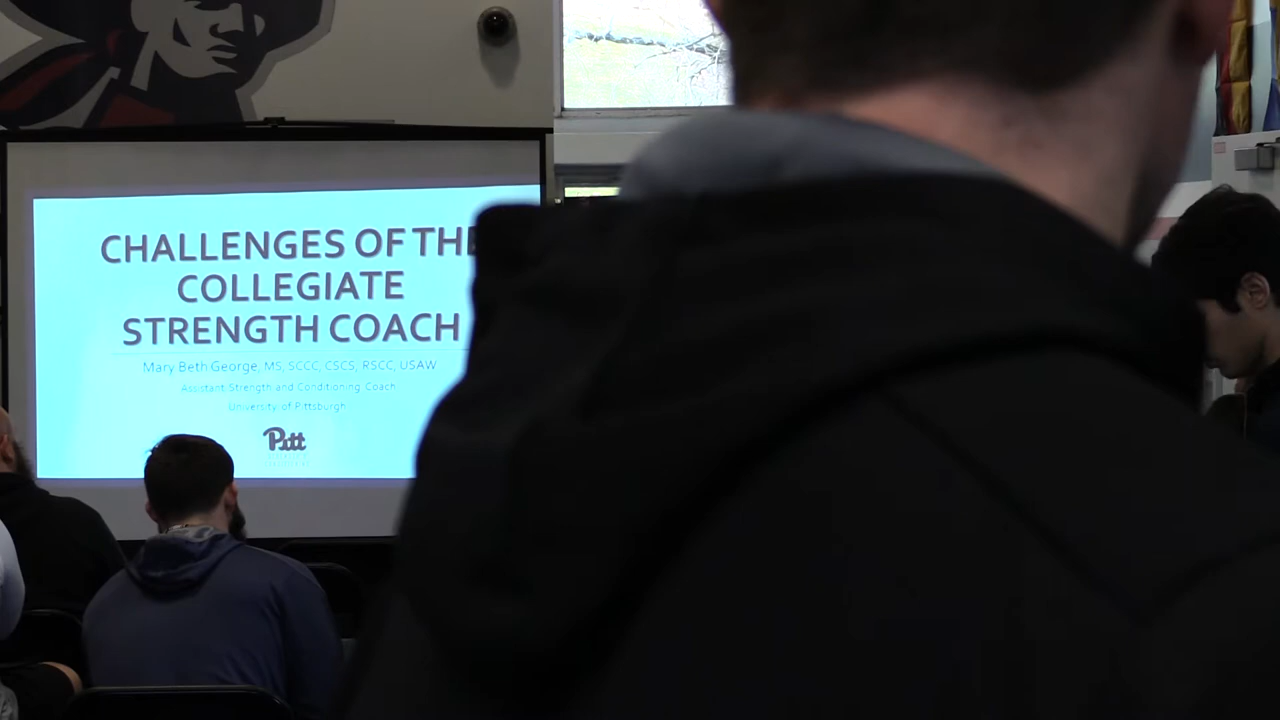 CHALLENGES OF THE
COLLEGIATE
STRENGTH COACH
Mary Beth George, MS, SCCC, CSCS, RSCC, USAW
Assistant Strength and Conditioning Coach
University of Pittsburgh
Pitt